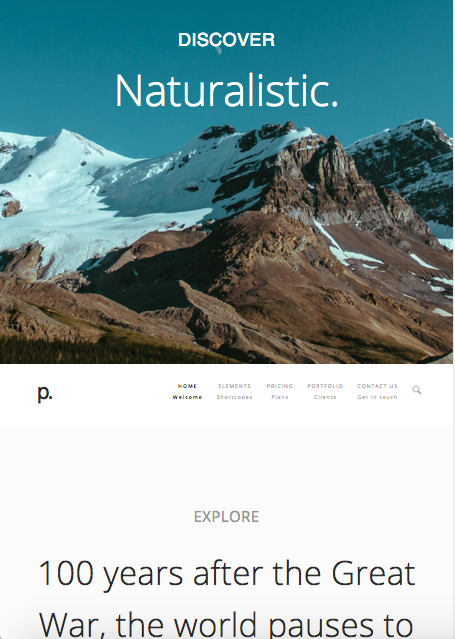 DISCOVER
Naturalistic.
p.
HOME ELEMENTS PRICING PORTFOLIO CONTACT US
Welcome Shortcodes Plans Clients Get in touch
EXPLORE
100 years after the Great
War, the world pauses to